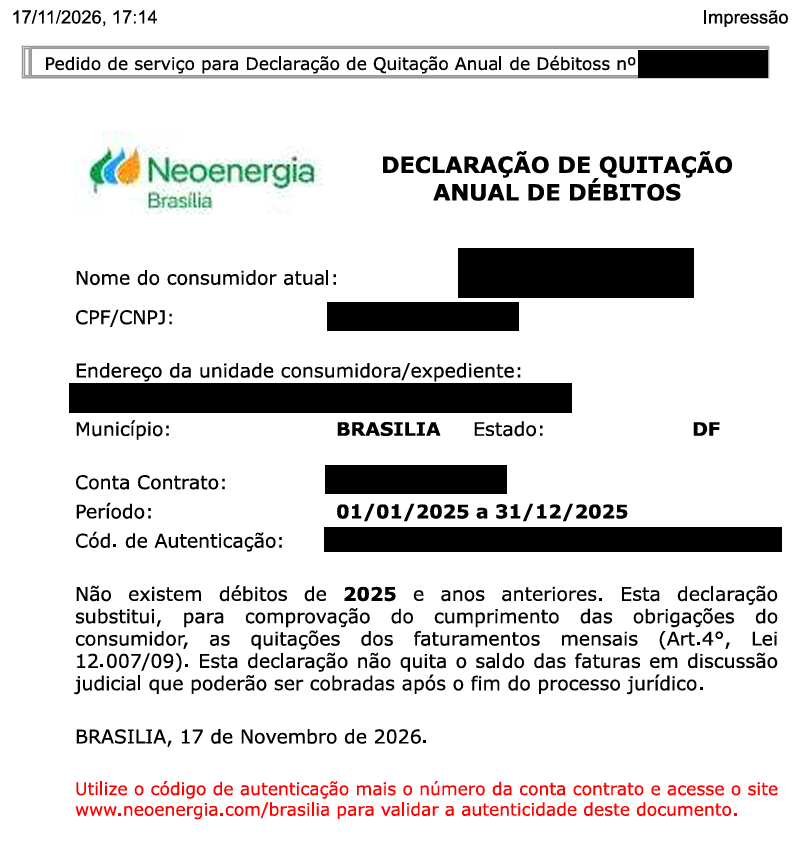 17/11/2026, 17:14 Impressão
Pedido de serviço para Declaração de Quitação Anual de Débitoss nº
Neoenergia
Brasília
DECLARAÇÃO DE QUITAÇÃO
ANUAL DE DÉBITOS
Nome do consumidor atual:
CPF/CNPJ:
Endereço da unidade consumidora/expediente:
Município: BRASILIA Estado: DF
Conta Contrato:
Período: 01/01/2025 a 31/12/2025
Cód. de Autenticação:
Não existem débitos de 2025 e anos anteriores. Esta declaração
substitui, para comprovação do cumprimento das obrigações do
consumidor, as quitações dos faturamentos mensais (Art.4°, Lei
12.007/09). Esta declaração não quita o saldo das faturas em discussão
judicial que poderão ser cobradas após o fim do processo jurídico.
BRASILIA, 17 de Novembro de 2026.
Utilize o código de autenticação mais o número da conta contrato e acesse o site
www.neoenergia.com/brasilia para validar a autenticidade deste documento.